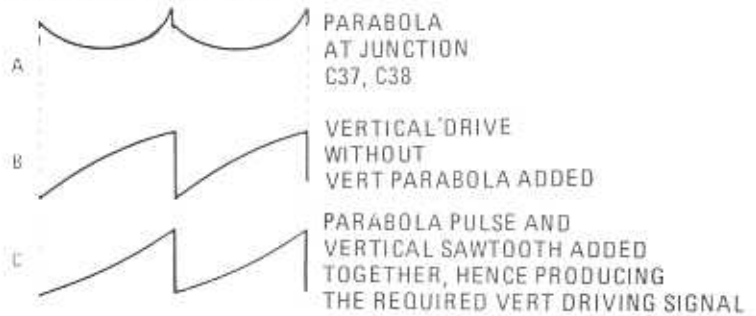 A
PARABOLA
AT JUNCTION
C37, C38
B
VERTICAL DRIVE
WITHOUT
VERT PARABOLA ADDED
C
PARABOLA PULSE AND
VERTICAL SAWTOOTH ADDED
TOGETHER, HENCE PRODUCING
THE REQUIRED VERT DRIVING SIGNAL